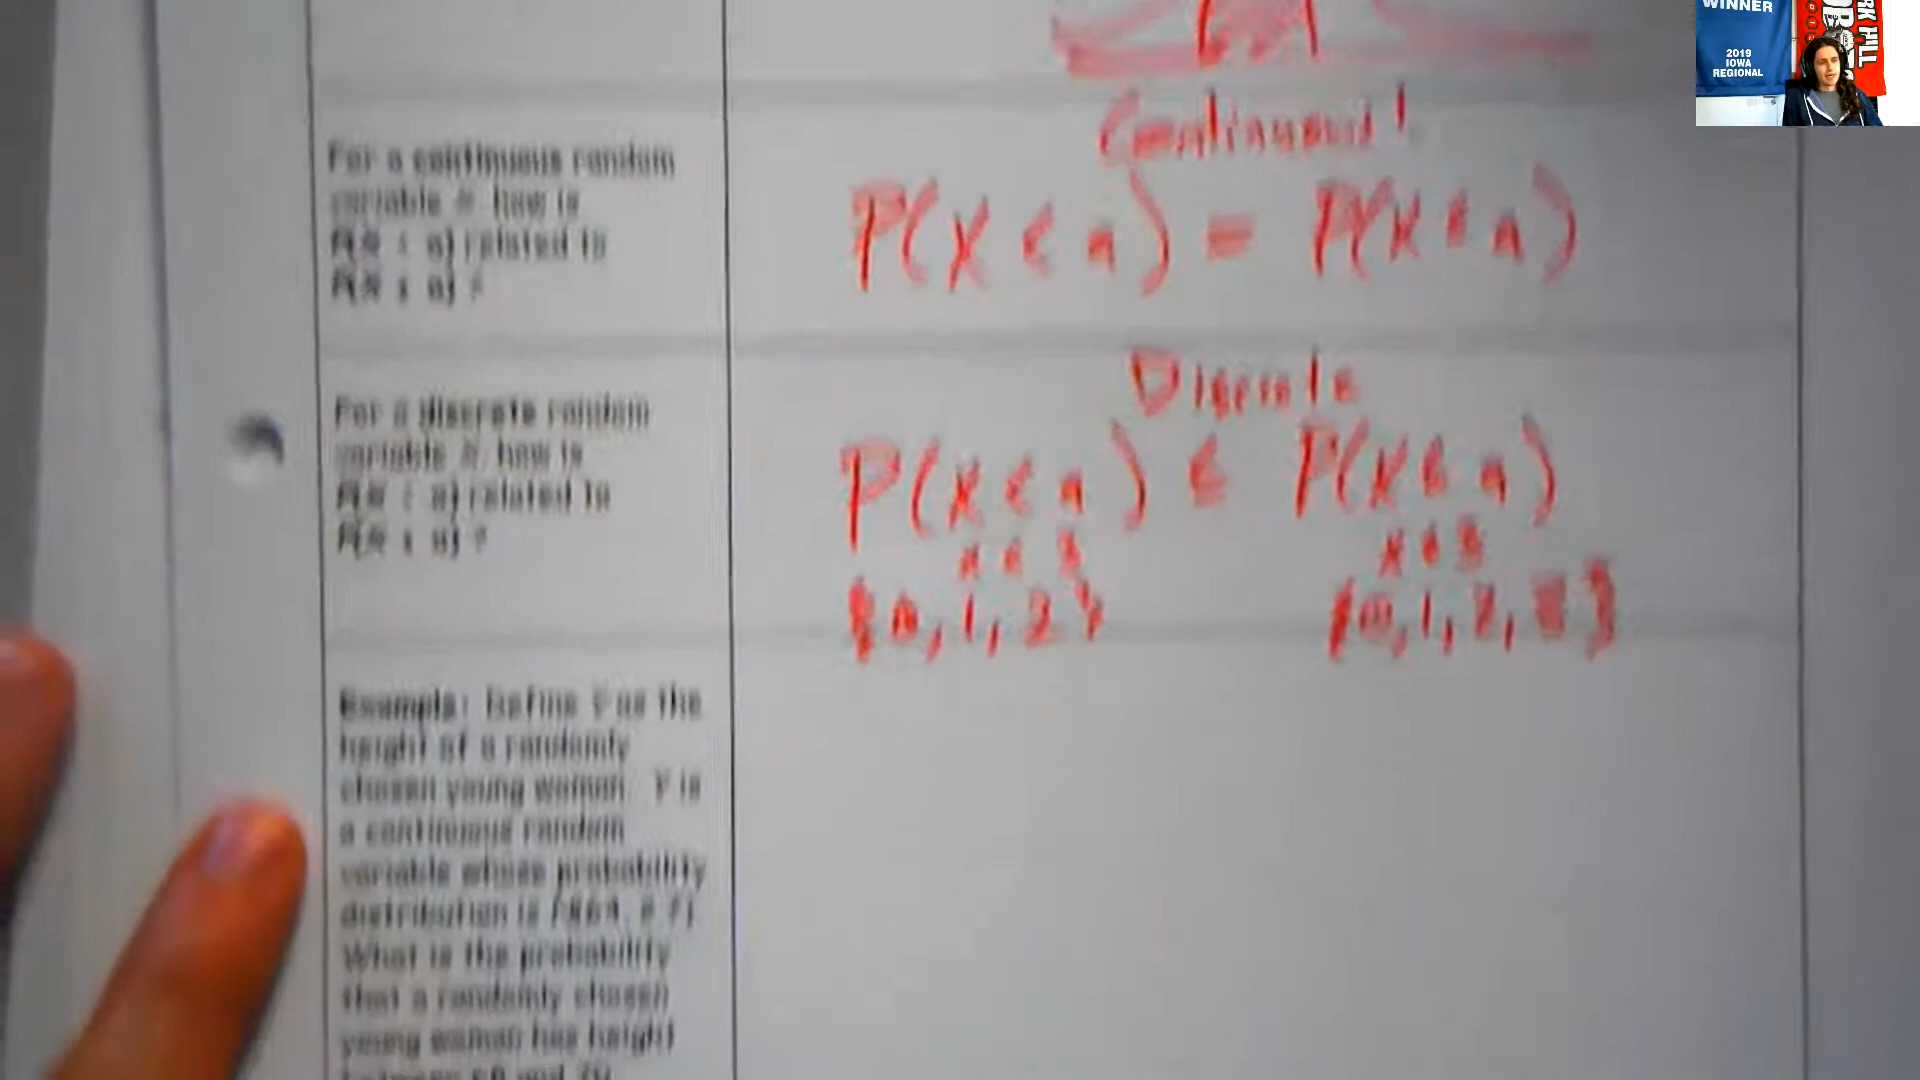 WINNER
2019
IOWA
REGIONAL
For a continuous random
variable how is
related to
Continuous!
P(X < a) = P(X ≤ a)
For a discrete random
variable how is
related to
Discrete
P(X < a) ≤ P(X ≤ a)
X < 3
X ≤ 3
{0, 1, 2}
{0, 1, 2, 3}
Example: Define Y as the
height of a randomly
chosen young woman. Y is
a continuous random
variable whose probability
distribution is
What is the probability
that a randomly chosen
young woman has height